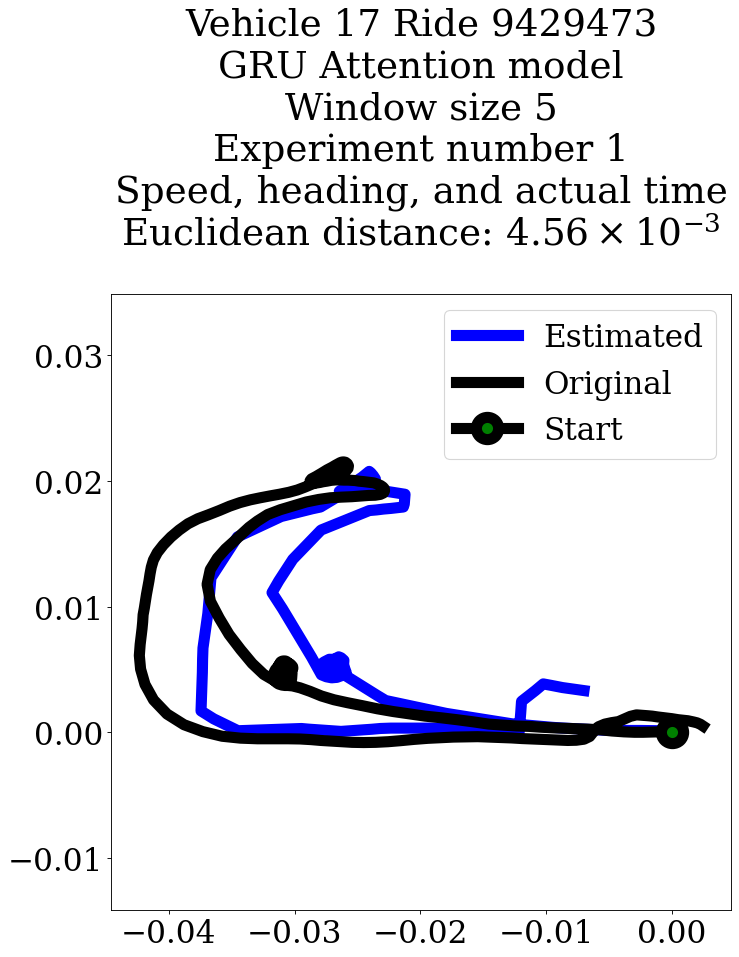 Vehicle 17 Ride 9429473
GRU Attention model
Window size 5
Experiment number 1
Speed, heading, and actual time
Euclidean distance: 4.56 × 10⁻³
Estimated
Original
Start
0.03
0.02
0.01
0.00
−0.01
−0.04 −0.03 −0.02 −0.01 0.00